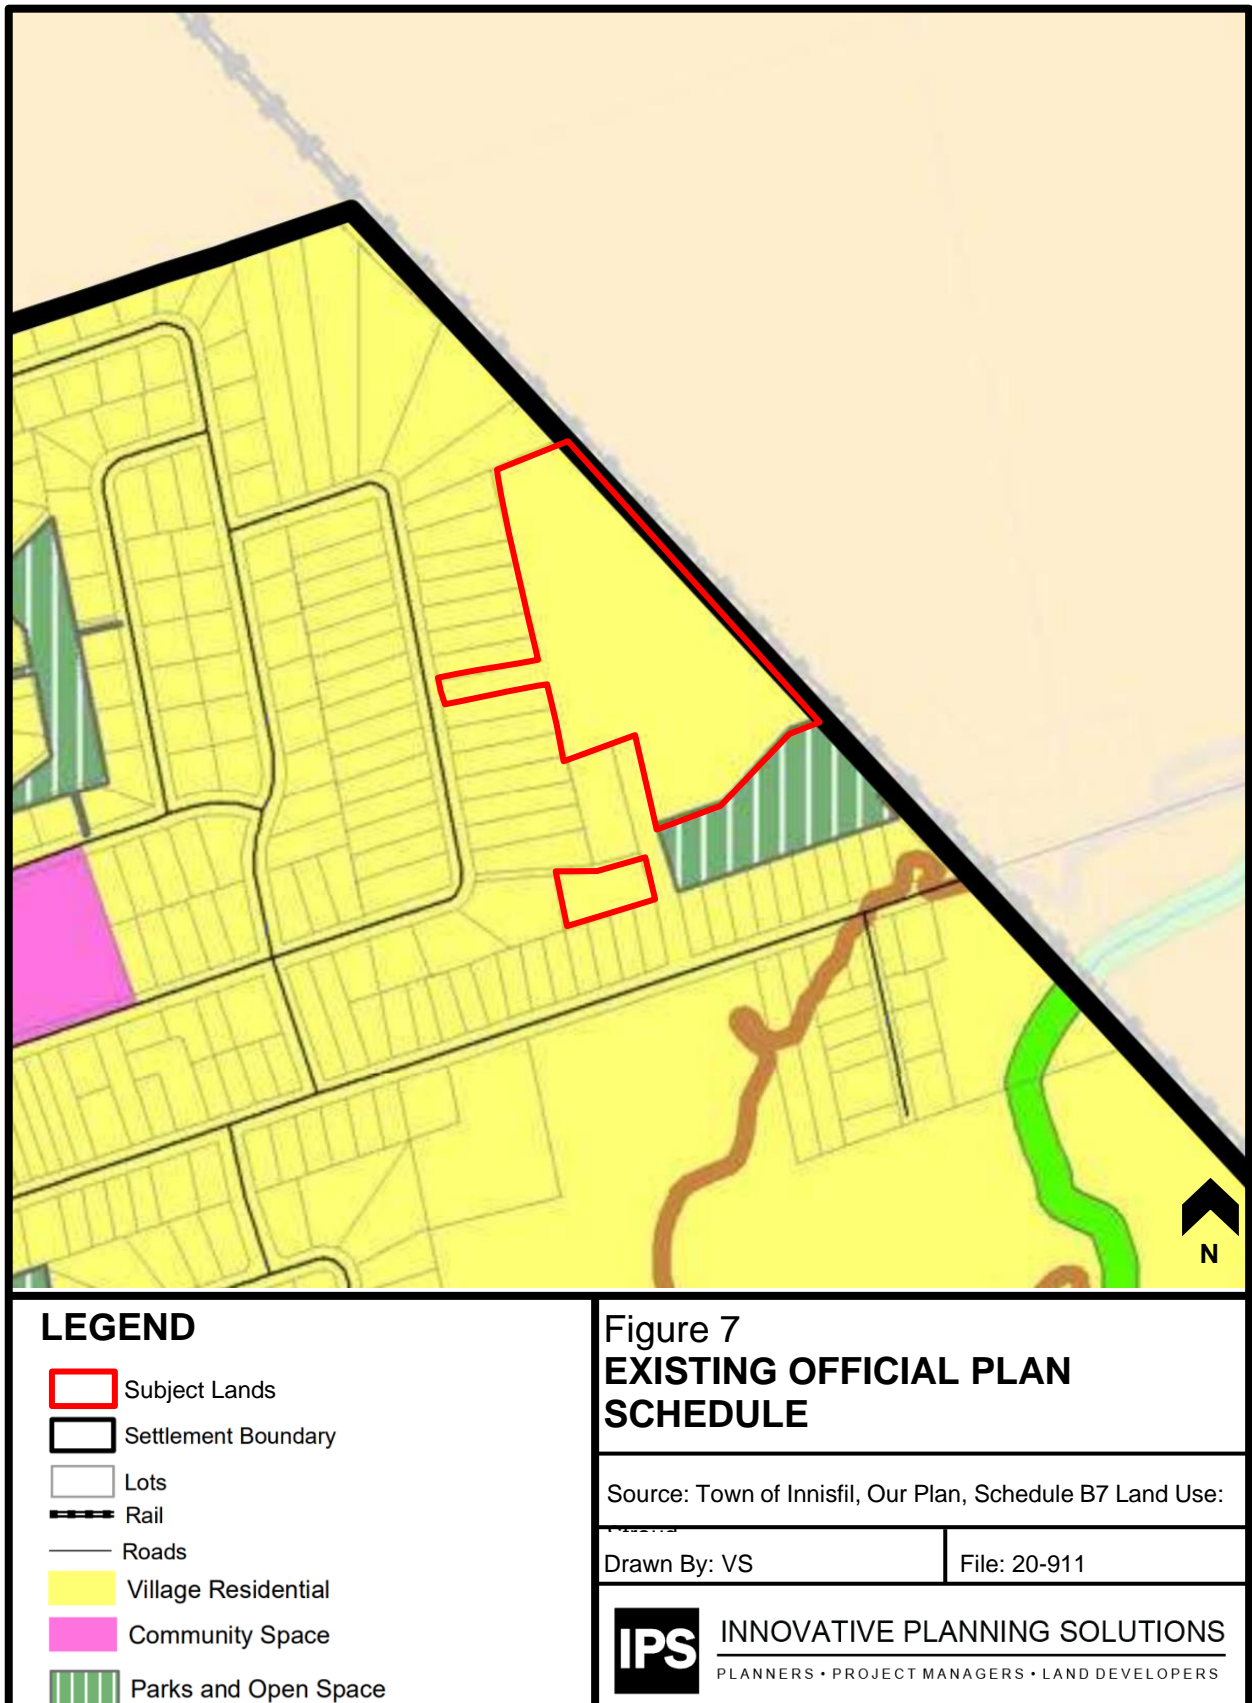 N
LEGEND
Subject Lands
Settlement Boundary
Lots
Rail
Roads
Village Residential
Community Space
Parks and Open Space
Figure 7
EXISTING OFFICIAL PLAN
SCHEDULE
Source: Town of Innisfil, Our Plan, Schedule B7 Land Use:
Drawn By: VS
File: 20-911
IPS
INNOVATIVE PLANNING SOLUTIONS
PLANNERS • PROJECT MANAGERS • LAND DEVELOPERS